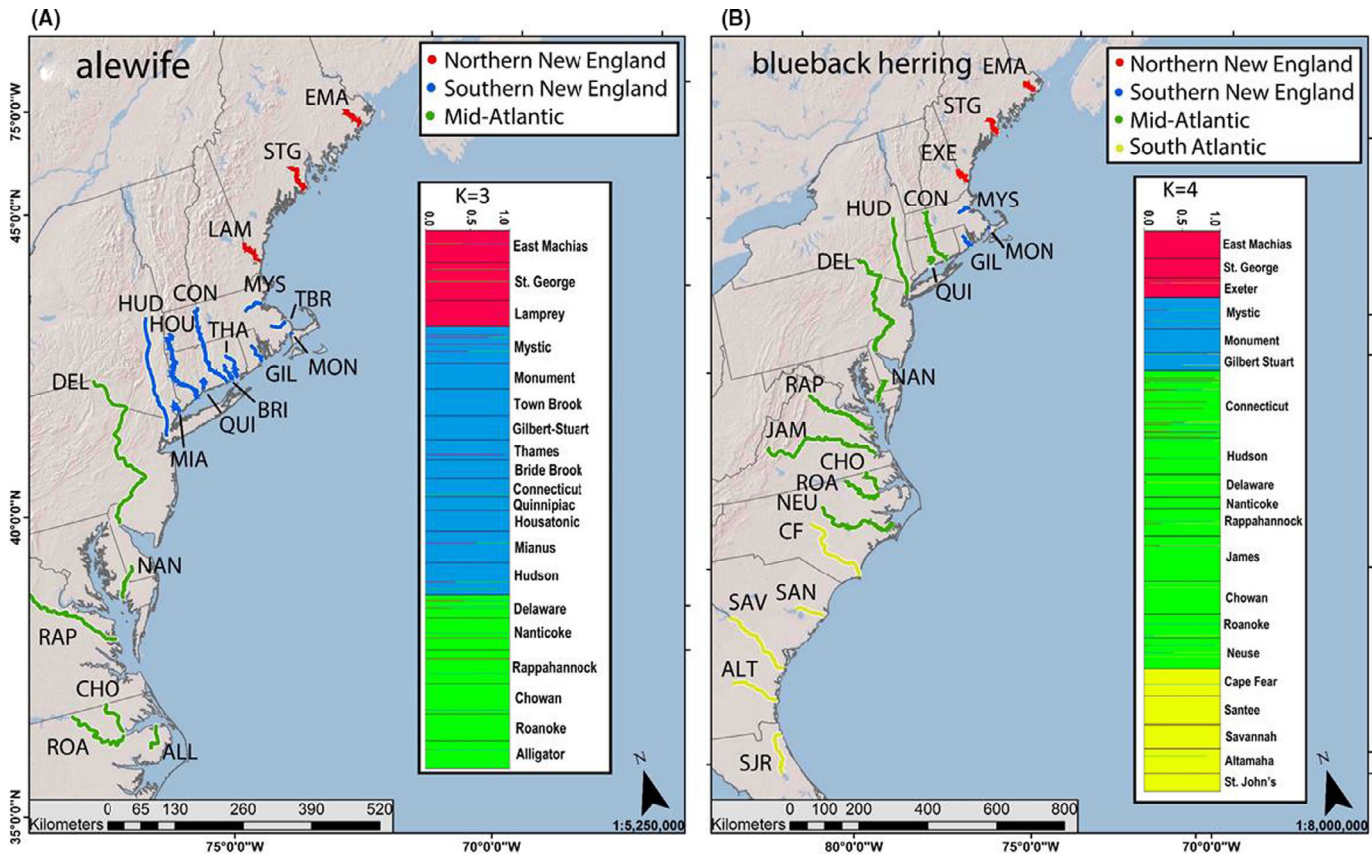 (A)
alewife
Northern New England
Southern New England
Mid-Atlantic
EMA
STG
LAM
MYS
TBR
CON
HUD
HOU
THA
MON
GIL
DEL
BRI
QUI
MIA
NAN
RAP
CHO
ROA
ALL
K=3
0.0
0.5
1.0
East Machias
St. George
Lamprey
Mystic
Monument
Town Brook
Gilbert-Stuart
Thames
Bride Brook
Connecticut
Quinnipiac
Housatonic
Mianus
Hudson
Delaware
Nanticoke
Rappahannock
Chowan
Roanoke
Alligator
N
Kilometers
0 65 130 260 390 520
1:5,250,000
75°0'0"W
45°0'0"N
40°0'0"N
35°0'0"N
75°0'0"W
70°0'0"W
(B)
blueback herring
Northern New England
Southern New England
Mid-Atlantic
South Atlantic
EMA
STG
EXE
CON
HUD
MYS
MON
GIL
DEL
QUI
NAN
RAP
JAM
CHO
ROA
NEU
CF
SAN
SAV
ALT
SJR
K=4
0.0
0.5
1.0
East Machias
St. George
Exeter
Mystic
Monument
Gilbert Stuart
Connecticut
Hudson
Delaware
Nanticoke
Rappahannock
James
Chowan
Roanoke
Neuse
Cape Fear
Santee
Savannah
Altamaha
St. John's
N
Kilometers
0 100 200 400 600 800
1:8,000,000
80°0'0"W
75°0'0"W
70°0'0"W